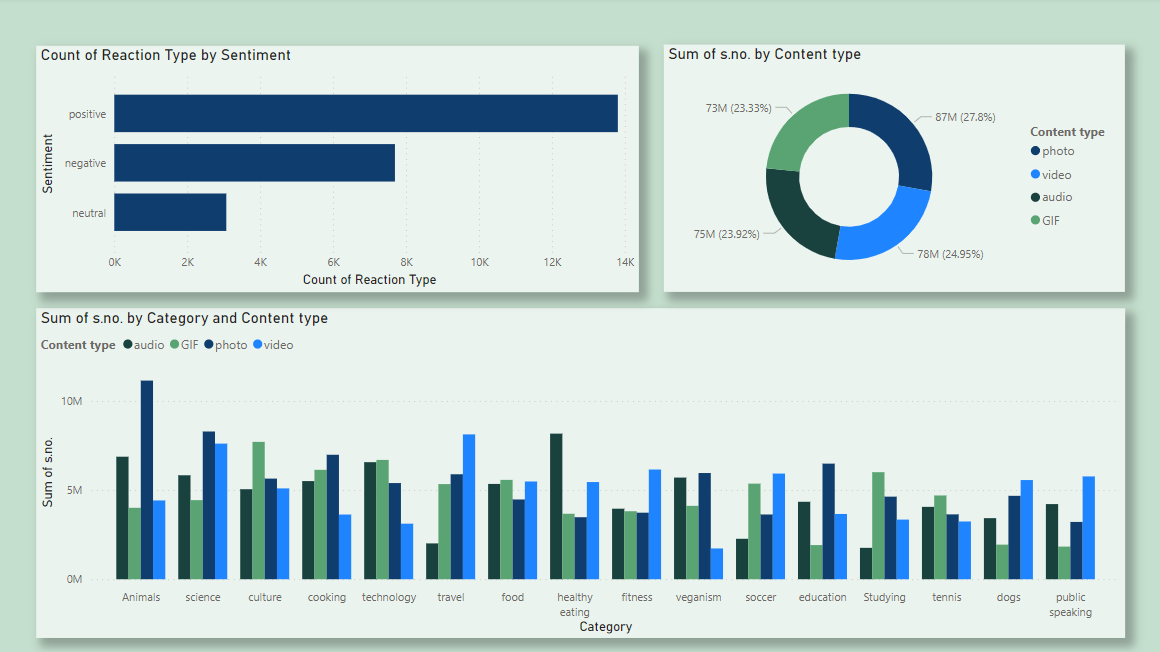 Count of Reaction Type by Sentiment
Sentiment
positive
negative
neutral
0K 2K 4K 6K 8K 10K 12K 14K
Count of Reaction Type
Sum of s.no. by Content type
73M (23.33%)
87M (27.8%)
75M (23.92%)
78M (24.95%)
Content type
photo
video
audio
GIF
Sum of s.no. by Category and Content type
Content type audio GIF photo video
Sum of s.no.
10M
5M
0M
Animals science culture cooking technology travel food healthy eating fitness veganism soccer education Studying tennis dogs public speaking
Category